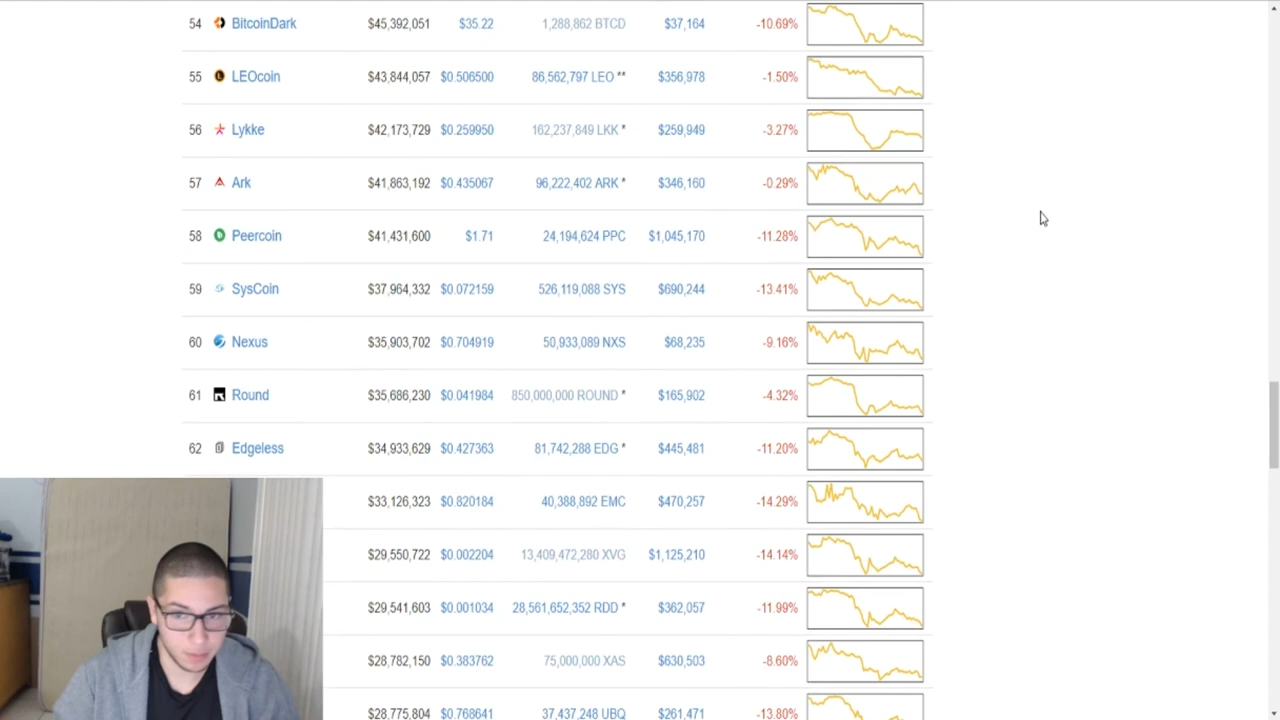 54 BitcoinDark $45,392,051 $35.22 1,288,862 BTCD $37,164 -10.69%
55 LEOcoin $43,844,057 $0.506500 86,562,797 LEO ** $356,978 -1.50%
56 Lykke $42,173,729 $0.259950 162,237,849 LKK * $259,949 -3.27%
57 Ark $41,863,192 $0.435067 96,222,402 ARK * $346,160 -0.29%
58 Peercoin $41,431,600 $1.71 24,194,624 PPC $1,045,170 -11.28%
59 SysCoin $37,964,332 $0.072159 526,119,088 SYS $690,244 -13.41%
60 Nexus $35,903,702 $0.704919 50,933,089 NXS $68,235 -9.16%
61 Round $35,686,230 $0.041984 850,000,000 ROUND * $165,902 -4.32%
62 Edgeless $34,933,629 $0.427363 81,742,288 EDG * $445,481 -11.20%
$33,126,323 $0.820184 40,388,892 EMC $470,257 -14.29%
$29,550,722 $0.002204 13,409,472,280 XVG $1,125,210 -14.14%
$29,541,603 $0.001034 28,561,652,352 RDD * $362,057 -11.99%
$28,782,150 $0.383762 75,000,000 XAS $630,503 -8.60%
$28,775,804 $0.768641 37,437,248 UBQ $261,471 -13.80%